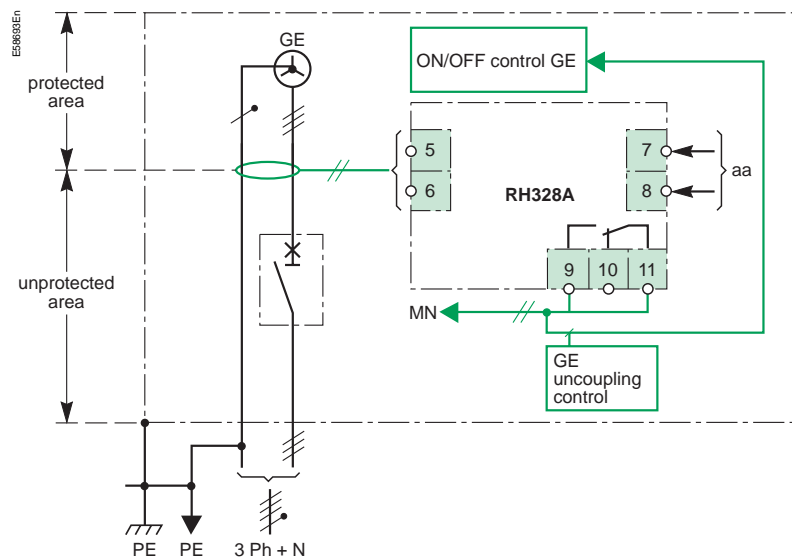 E58693En
protected
area
unprotected
area
GE
ON/OFF control GE
5
6
7
8
aa
RH328A
9 10 11
MN
GE
uncoupling
control
PE PE 3 Ph + N